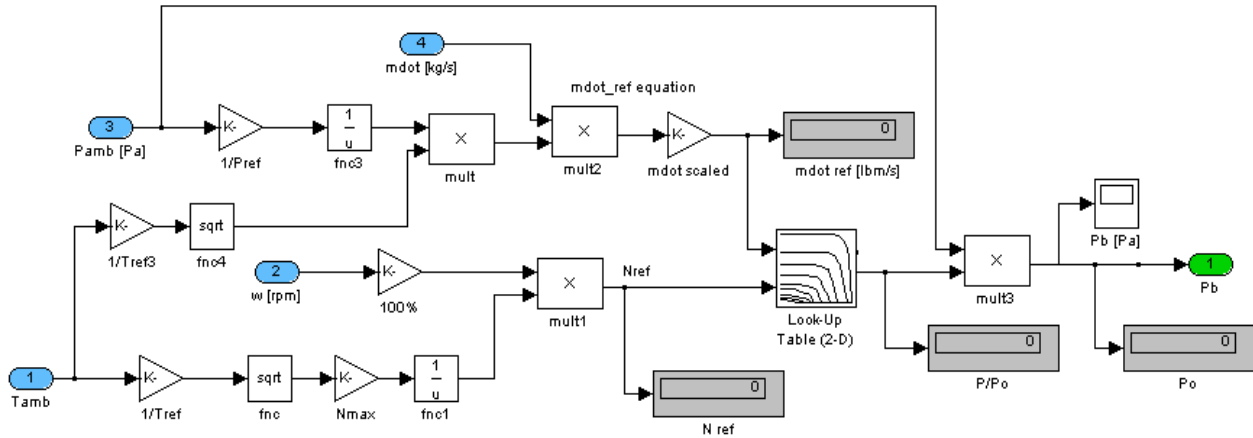 4
mdot [kg/s]
mdot_ref equation
3
Pamb [Pa]
K-
1/Pref
1
u
fnc3
×
mult
×
mult2
K-
mdot scaled
0
mdot ref [lbm/s]
K-
1/Tref3
sqrt
fnc4
2
w [rpm]
K-
100%
×
mult1
Nref
Look-Up
Table (2-D)
×
mult3
Pb [Pa]
1
Pb
0
P/Po
0
Po
1
Tamb
K-
1/Tref
sqrt
fnc
K-
Nmax
1
u
fnc1
0
N ref